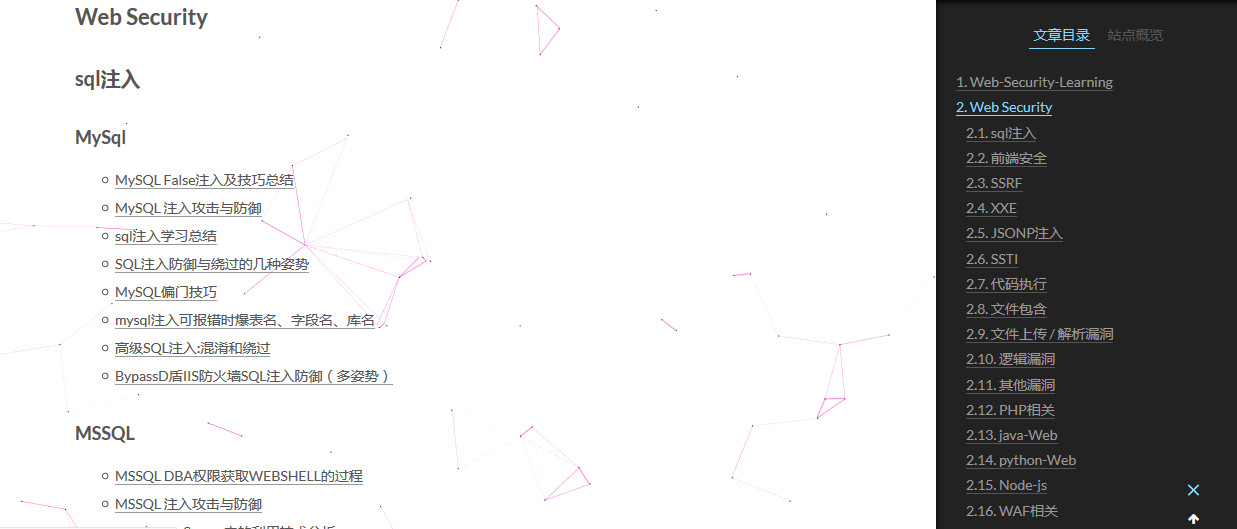 Web Security
sql注入
MySql
MySQL False注入及技巧总结
MySQL 注入攻击与防御
sql注入学习总结
SQL注入防御与绕过的几种姿势
MySQL偏门技巧
mysql注入可报错时爆表名、字段名、库名
高级SQL注入:混淆和绕过
BypassD盾IIS防火墙SQL注入防御（多姿势）
MSSQL
MSSQL DBA权限获取WEBSHELL的过程
MSSQL 注入攻击与防御
文章目录 站点概览
1. Web-Security-Learning
2. Web Security
2.1. sql注入
2.2. 前端安全
2.3. SSRF
2.4. XXE
2.5. JSONP注入
2.6. SSTI
2.7. 代码执行
2.8. 文件包含
2.9. 文件上传 / 解析漏洞
2.10. 逻辑漏洞
2.11. 其他漏洞
2.12. PHP相关
2.13. java-Web
2.14. python-Web
2.15. Node-js
2.16. WAF相关